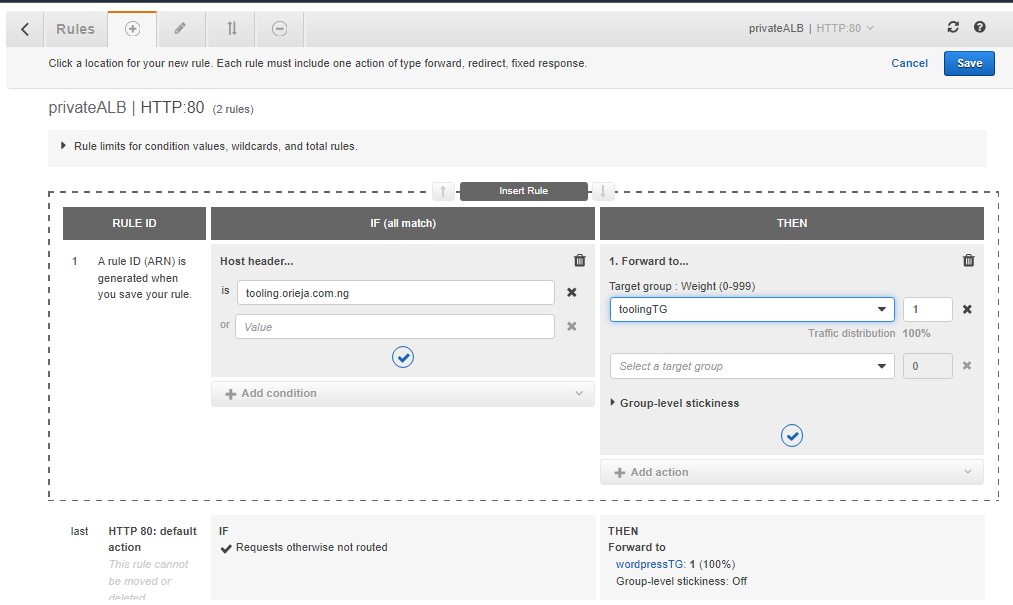 Rules
privateALB | HTTP:80
Click a location for your new rule. Each rule must include one action of type forward, redirect, fixed response.
Cancel
Save
privateALB | HTTP:80 (2 rules)
Rule limits for condition values, wildcards, and total rules.
Insert Rule
RULE ID
IF (all match)
THEN
1
A rule ID (ARN) is
generated when
you save your rule.
Host header...
is
tooling.orieja.com.ng
or
Value
Add condition
1. Forward to...
Target group : Weight (0-999)
toolingTG
1
Traffic distribution 100%
Select a target group
0
Group-level stickiness
Add action
last
HTTP 80: default
action
This rule cannot
be moved or
deleted
IF
Requests otherwise not routed
THEN
Forward to
wordpressTG: 1 (100%)
Group-level stickiness: Off